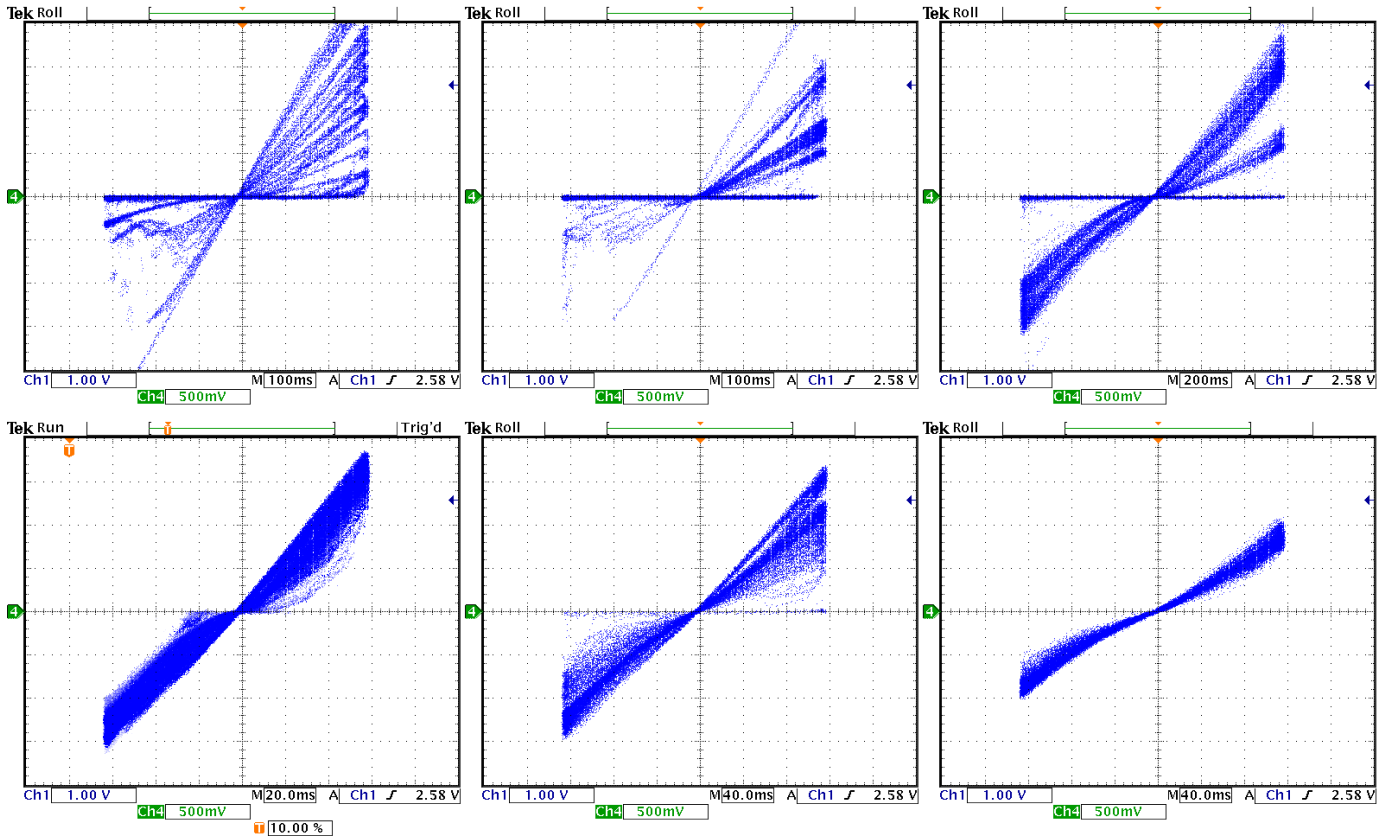 Tek Roll
4
Ch1 1.00 V M 100ms A Ch1 2.58 V
Ch4 500mV
Tek Roll
4
Ch1 1.00 V M 100ms A Ch1 2.58 V
Ch4 500mV
Tek Roll
4
Ch1 1.00 V M 200ms A Ch1 2.58 V
Ch4 500mV
Tek Run Trig'd
T
T
4
Ch1 1.00 V M 20.0ms A Ch1 2.58 V
Ch4 500mV
T 10.00 %
Tek Roll
4
Ch1 1.00 V M 40.0ms A Ch1 2.58 V
Ch4 500mV
Tek Roll
4
Ch1 1.00 V M 40.0ms A Ch1 2.58 V
Ch4 500mV